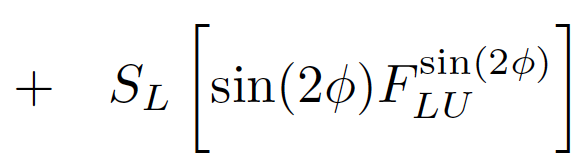 + S_L [sin(2ϕ)F_{LU}^{sin(2ϕ)}]